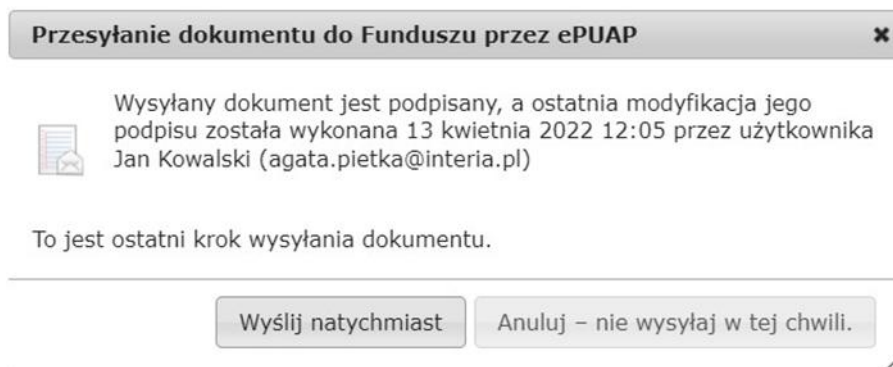 Przesyłanie dokumentu do Funduszu przez ePUAP
Wysyłany dokument jest podpisany, a ostatnia modyfikacja jego
podpisu została wykonana 13 kwietnia 2022 12:05 przez użytkownika
Jan Kowalski (agata.pietka@interia.pl)
To jest ostatni krok wysyłania dokumentu.
Wyślij natychmiast Anuluj – nie wysyłaj w tej chwili.